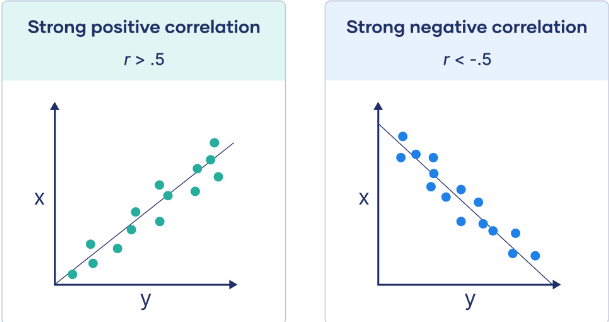 Strong positive correlation
r > .5
x
y
Strong negative correlation
r < -.5
x
y